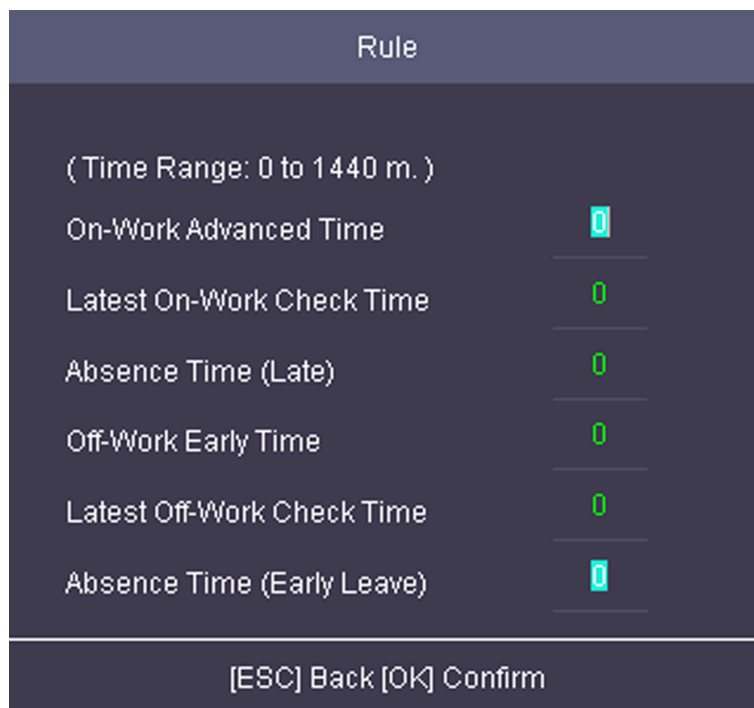 Rule
( Time Range: 0 to 1440 m. )
On-Work Advanced Time 0
Latest On-Work Check Time 0
Absence Time (Late) 0
Off-Work Early Time 0
Latest Off-Work Check Time 0
Absence Time (Early Leave) 0
[ESC] Back [OK] Confirm